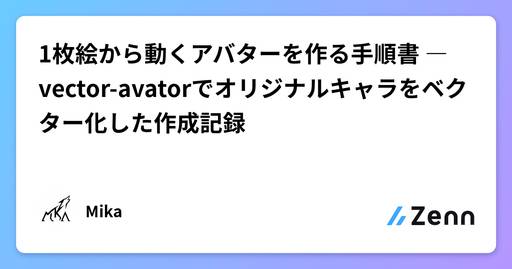 1枚絵から動くアバターを作る手順書 ―
vector-avatorでオリジナルキャラをベク
ター化した作成記録
MKA
Mika
Zenn